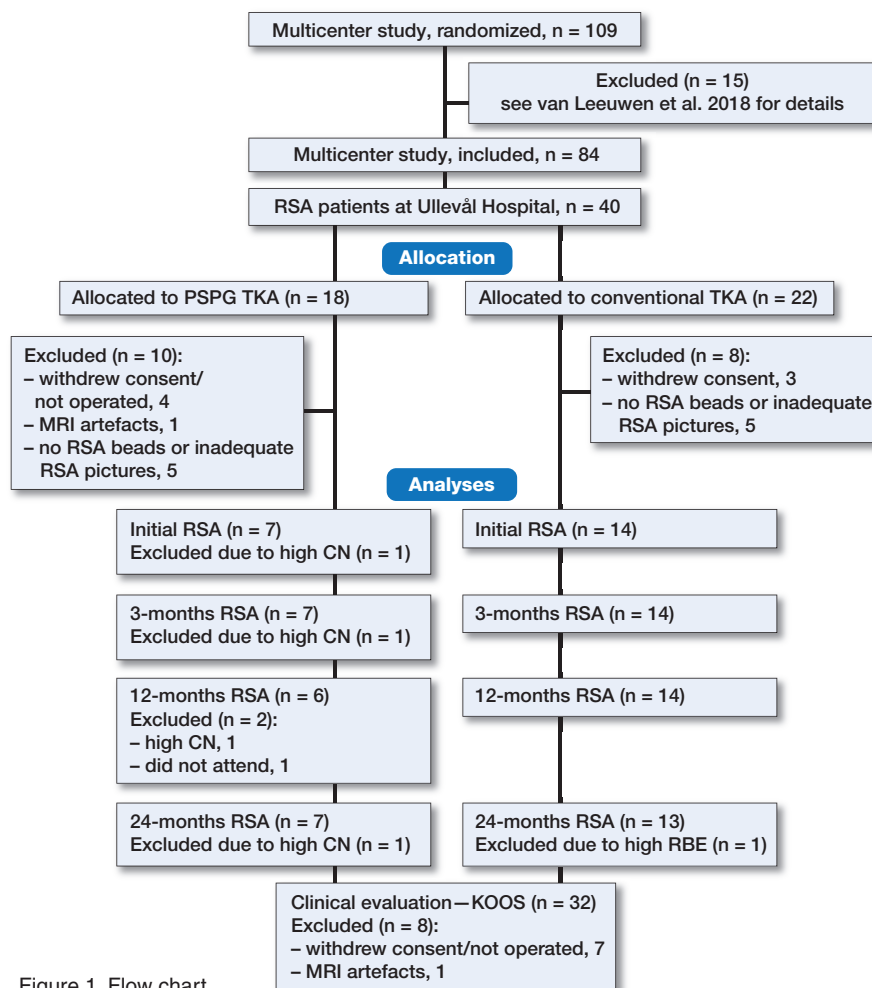 Multicenter study, randomized, n = 109
Excluded (n = 15)
see van Leeuwen et al. 2018 for details
Multicenter study, included, n = 84
RSA patients at Ullevål Hospital, n = 40
Allocation
Allocated to PSPG TKA (n = 18)
Allocated to conventional TKA (n = 22)
Excluded (n = 10):
– withdrew consent/
not operated, 4
– MRI artefacts, 1
– no RSA beads or inadequate
RSA pictures, 5
Excluded (n = 8):
– withdrew consent, 3
– no RSA beads or inadequate
RSA pictures, 5
Analyses
Initial RSA (n = 7)
Excluded due to high CN (n = 1)
Initial RSA (n = 14)
3-months RSA (n = 7)
Excluded due to high CN (n = 1)
3-months RSA (n = 14)
12-months RSA (n = 6)
Excluded (n = 2):
– high CN, 1
– did not attend, 1
12-months RSA (n = 14)
24-months RSA (n = 7)
Excluded due to high CN (n = 1)
24-months RSA (n = 13)
Excluded due to high RBE (n = 1)
Clinical evaluation—KOOS (n = 32)
Excluded (n = 8):
– withdrew consent/not operated, 7
– MRI artefacts, 1
Figure 1. Flow chart